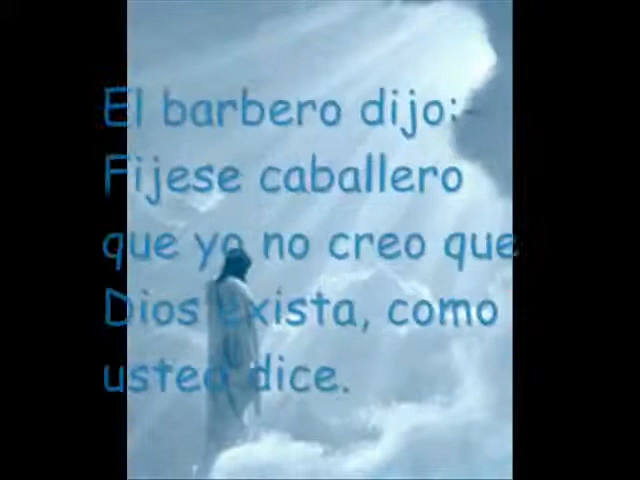 El barbero dijo:-
Fijese caballero
que yo no creo que
Dios exista, como
usted dice.